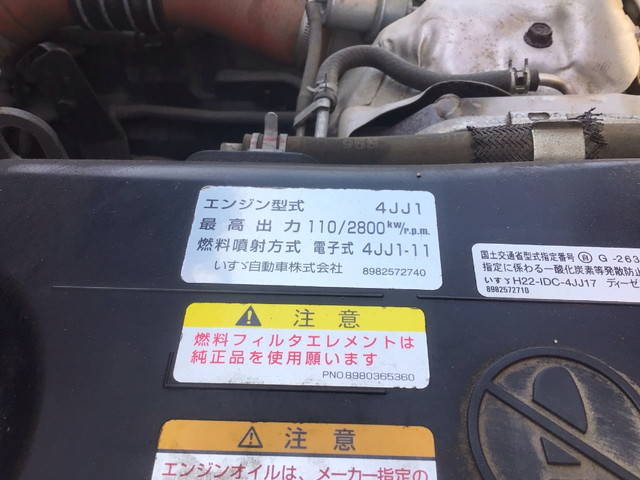 エンジン型式 4JJ1
最高出力 110/2800 kw/r.p.m.
燃料噴射方式 電子式 4JJ1-11
いすゞ自動車株式会社 8982572740
国土交通省型式指定番号 自 G-263
指定に係わる一酸化炭素等発散防止
いすゞH22-IDC-4JJ17 ディーゼ
8982572710
注意
燃料フィルタエレメントは
純正品を使用願います
PNO.8980365360
注意
エンジンオイルは、メーカー指定の